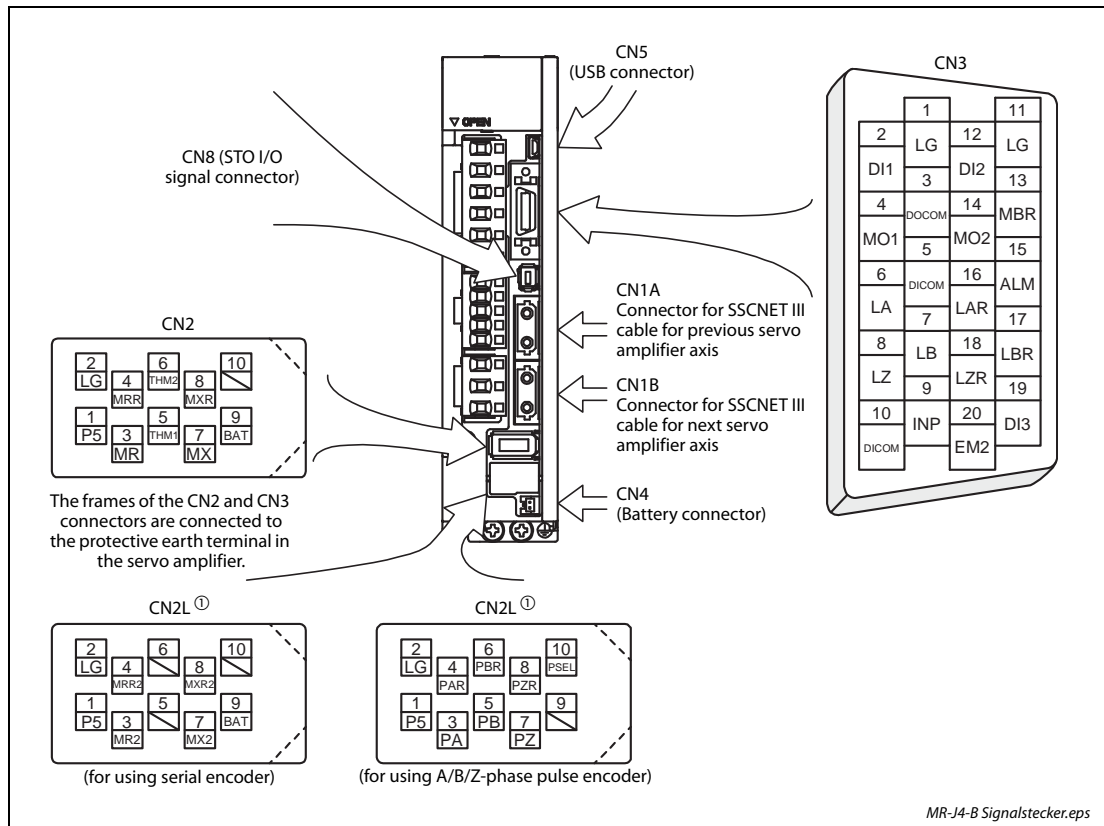 CN5
(USB connector)
▽ OPEN
CN8 (STO I/O
signal connector)
CN3
1 11
2 LG 12 LG
DI1 3 DI2 13
4 DOCOM 14 MBR
MO1 5 MO2 15
6 DICOM 16 ALM
LA 7 LAR 17
8 LB 18 LBR
LZ 9 LZR 19
10 INP 20 DI3
DICOM EM2
CN1A
Connector for SSCNET III
cable for previous servo
amplifier axis
CN1B
Connector for SSCNET III
cable for next servo
amplifier axis
CN4
(Battery connector)
CN2
2 6 10
LG 4 THM2 8
MRR MXR
1 5 9
P5 3 THM1 7 BAT
MR MX
The frames of the CN2 and CN3
connectors are connected to
the protective earth terminal in
the servo amplifier.
CN2L ①
2 6 10
LG 4 8
MRR2 MXR2
1 5 9
P5 3 7 BAT
MR2 MX2
(for using serial encoder)
CN2L ①
2 6 10
LG 4 PBR 8 PSEL
PAR PZR
1 5 9
P5 3 PB 7
PA PZ
(for using A/B/Z-phase pulse encoder)
MR-J4-B Signalstecker.eps